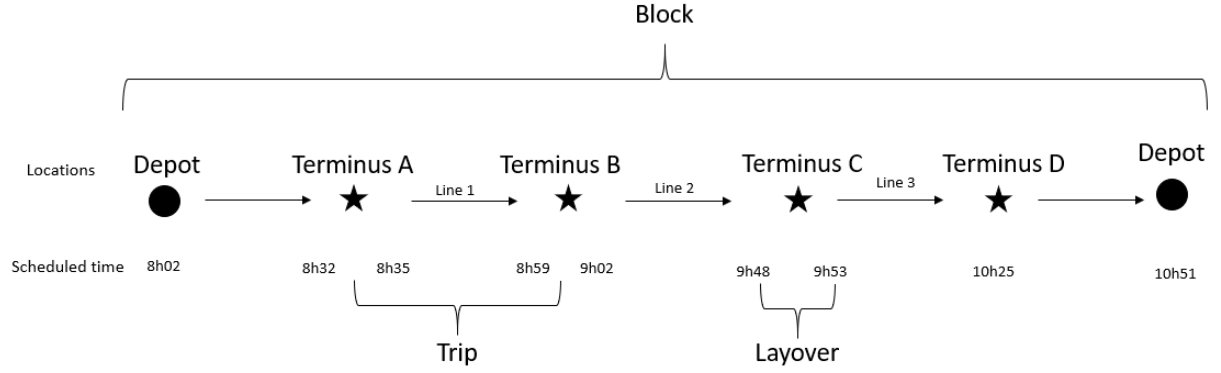 Block
Locations Depot Terminus A Terminus B Terminus C Terminus D Depot
Line 1 Line 2 Line 3
Scheduled time 8h02 8h32 8h35 8h59 9h02 9h48 9h53 10h25 10h51
Trip Layover